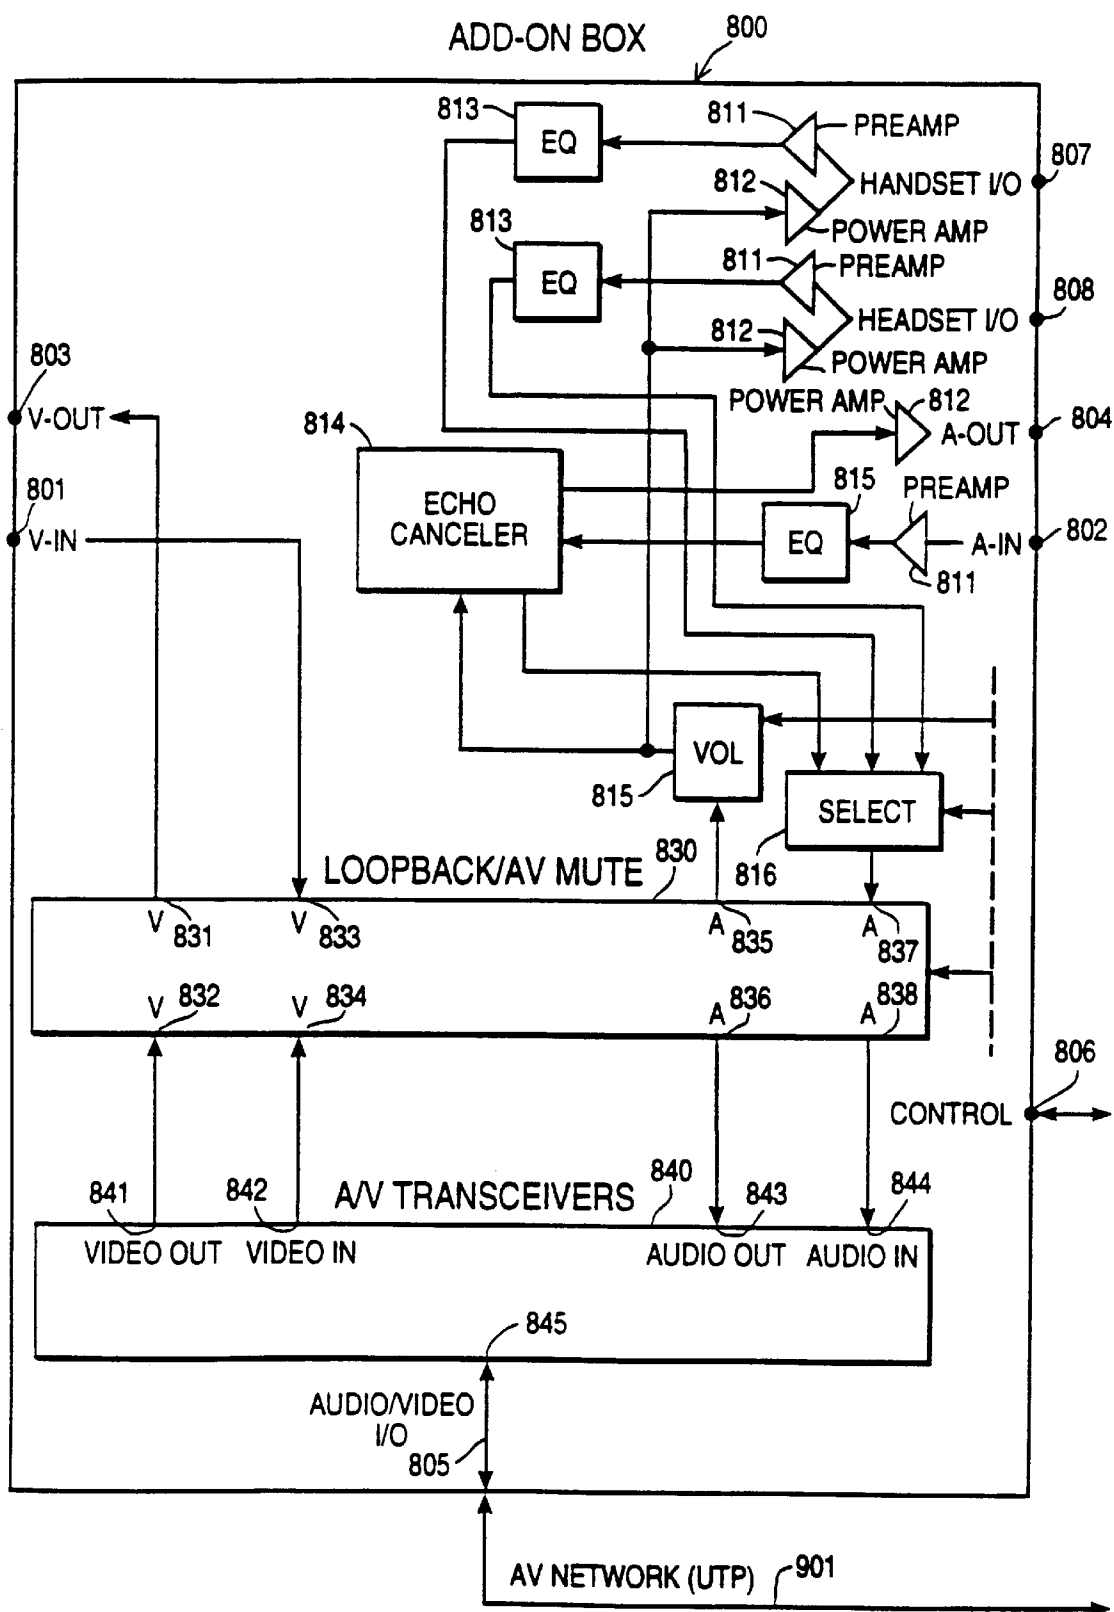 ADD-ON BOX
800
813
EQ
811
PREAMP
807
HANDSET I/O
812
POWER AMP
813
EQ
811
PREAMP
808
HEADSET I/O
812
POWER AMP
803
V-OUT
POWER AMP
812
A-OUT
804
814
ECHO
CANCELER
801
V-IN
815
EQ
PREAMP
A-IN
802
811
VOL
815
SELECT
816
LOOPBACK/AV MUTE
830
V
831
V
833
A
835
A
837
V
832
V
834
A
836
A
838
806
CONTROL
A/V TRANSCEIVERS
840
841
842
843
844
VIDEO OUT
VIDEO IN
AUDIO OUT
AUDIO IN
845
AUDIO/VIDEO
I/O
805
AV NETWORK (UTP)
901